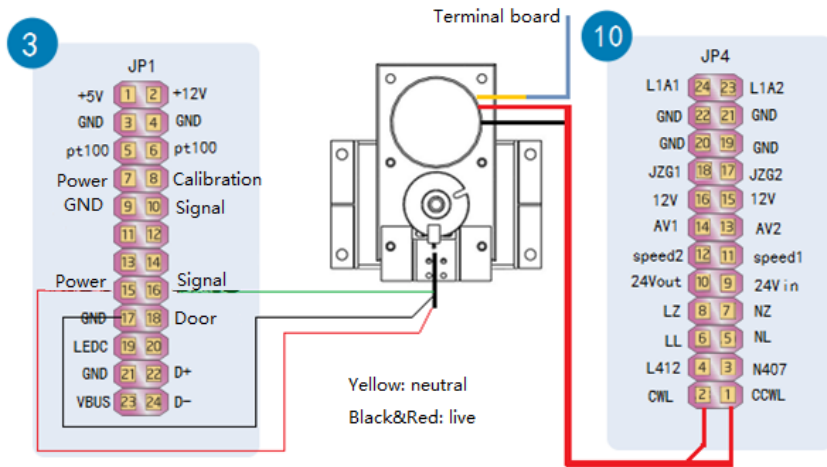 Terminal board
3
JP1
+5V 1 2 +12V
GND 3 4 GND
pt100 5 6 pt100
Power 7 8 Calibration
GND 9 10 Signal
11 12
13 14
Power 15 16 Signal
GND 17 18 Door
LEDC 19 20
GND 21 22 D+
VBUS 23 24 D-
Yellow: neutral
Black&Red: live
10
JP4
L1A1 24 23 L1A2
GND 22 21 GND
GND 20 19 GND
JZG1 18 17 JZG2
12V 16 15 12V
AV1 14 13 AV2
speed2 12 11 speed1
24Vout 10 9 24Vin
LZ 8 7 NZ
LL 6 5 NL
L412 4 3 N407
CWL 2 1 CCWL